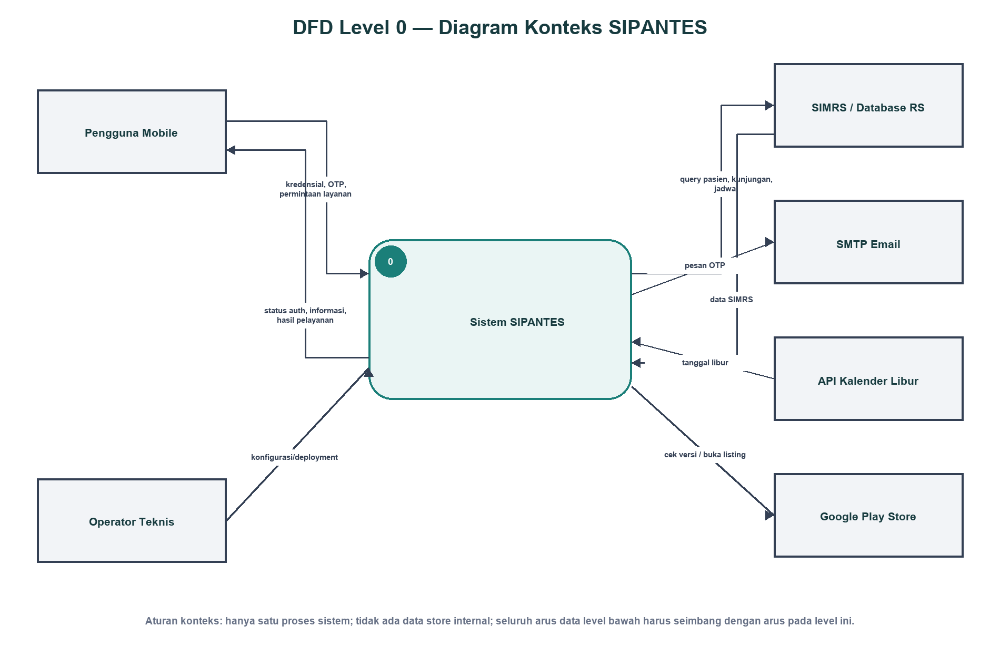 DFD Level 0 — Diagram Konteks SIPANTES
Pengguna Mobile
kredensial, OTP,
permintaan layanan
status auth, informasi,
hasil pelayanan
konfigurasi/deployment
Operator Teknis
0
Sistem SIPANTES
query pasien, kunjungan,
jadwa
pesan OTP
data SIMRS
tanggal libur
cek versi / buka listing
SIMRS / Database RS
SMTP Email
API Kalender Libur
Google Play Store
Aturan konteks: hanya satu proses sistem; tidak ada data store internal; seluruh arus data level bawah harus seimbang dengan arus pada level ini.